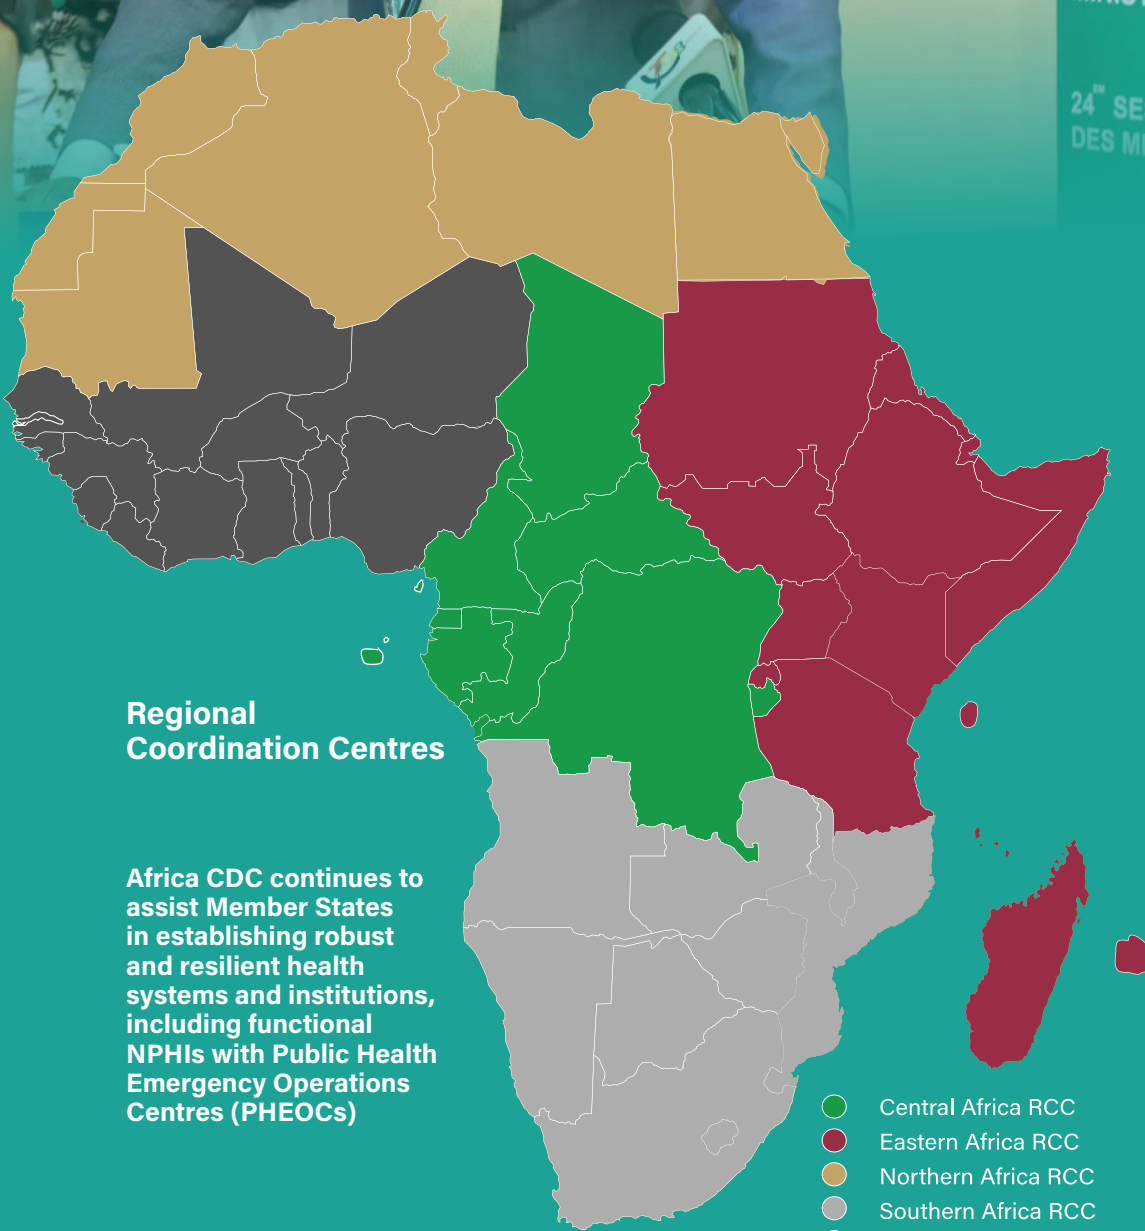 24
Regional
Coordination Centres
Africa CDC continues to
assist Member States
in establishing robust
and resilient health
systems and institutions,
including functional
NPHIs with Public Health
Emergency Operations
Centres (PHEOCs)
Central Africa RCC
Eastern Africa RCC
Northern Africa RCC
Southern Africa RCC